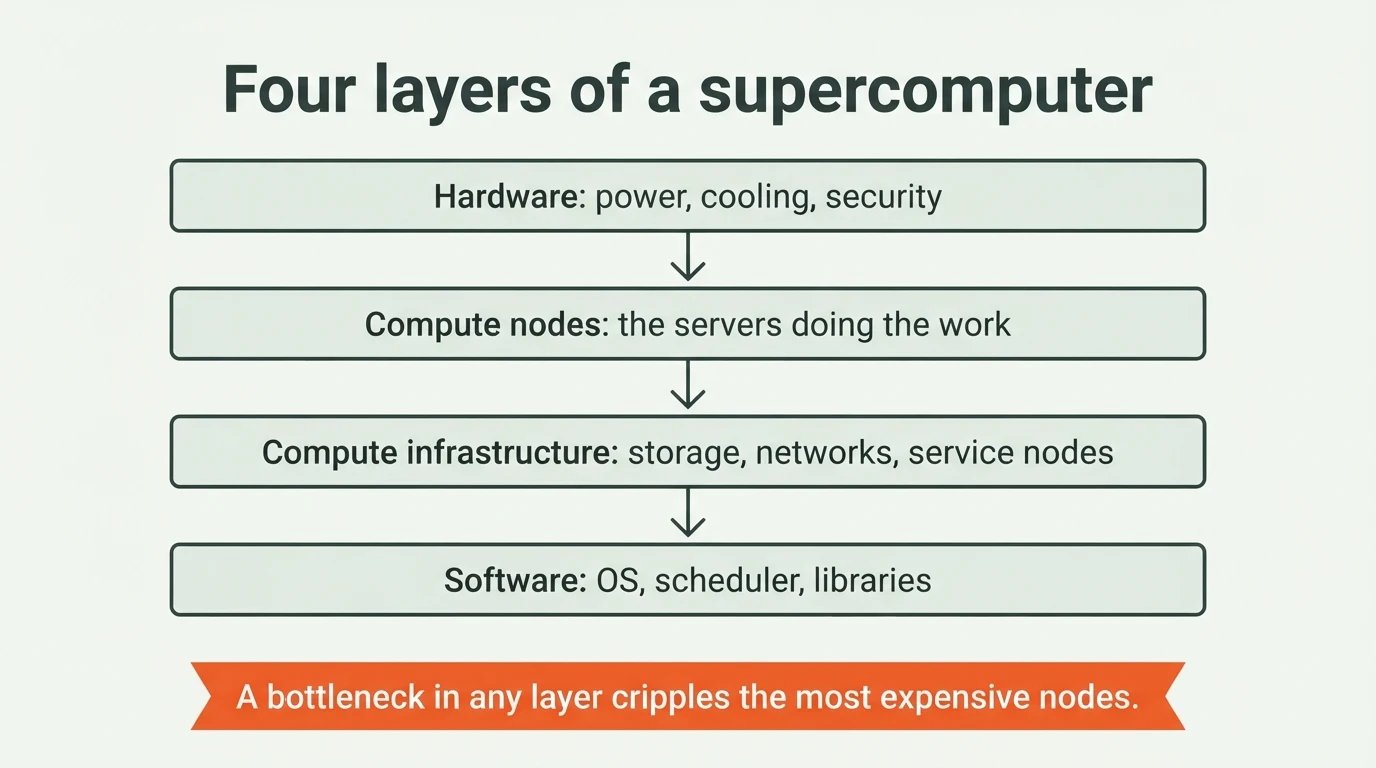 Four layers of a supercomputer
Hardware: power, cooling, security
Compute nodes: the servers doing the work
Compute infrastructure: storage, networks, service nodes
Software: OS, scheduler, libraries
A bottleneck in any layer cripples the most expensive nodes.